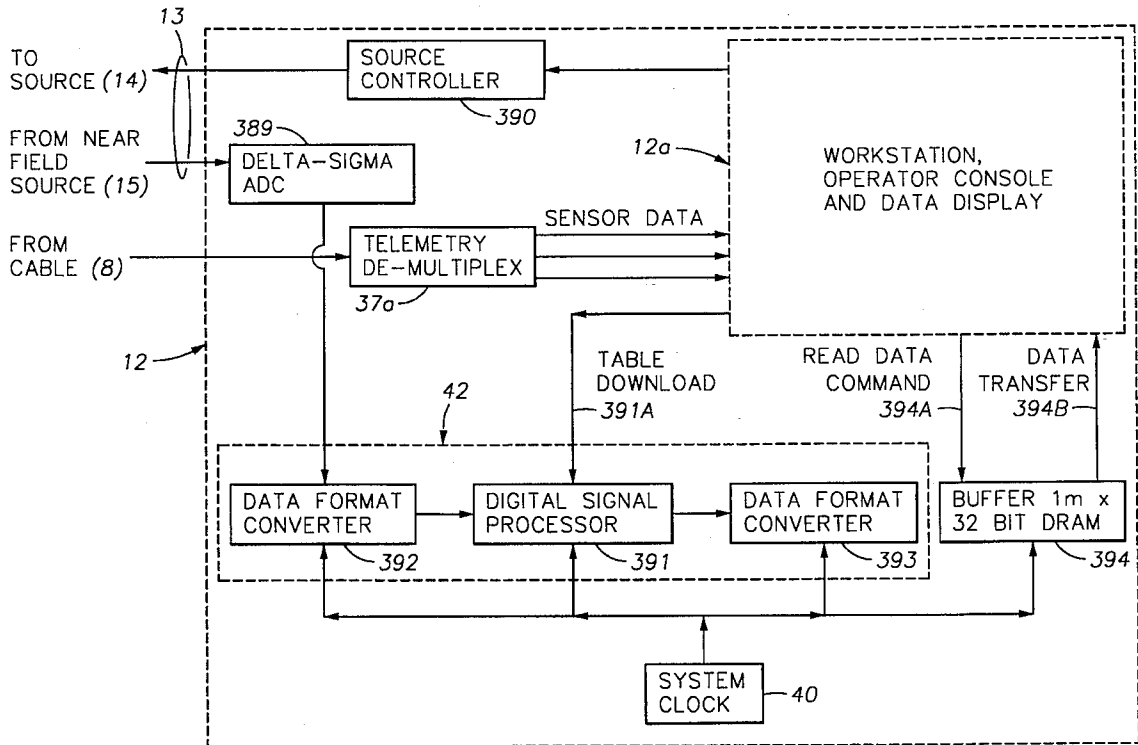 13
TO
SOURCE (14)
SOURCE
CONTROLLER
390
FROM NEAR
FIELD
SOURCE (15)
389
DELTA-SIGMA
ADC
12a
WORKSTATION,
OPERATOR CONSOLE
AND DATA DISPLAY
FROM
CABLE (8)
TELEMETRY
DE-MULTIPLEX
37a
SENSOR DATA
12
TABLE
DOWNLOAD
391A
READ DATA
COMMAND
394A
DATA
TRANSFER
394B
42
DATA FORMAT
CONVERTER
392
DIGITAL SIGNAL
PROCESSOR
391
DATA FORMAT
CONVERTER
393
BUFFER 1m x
32 BIT DRAM
394
SYSTEM
CLOCK
40